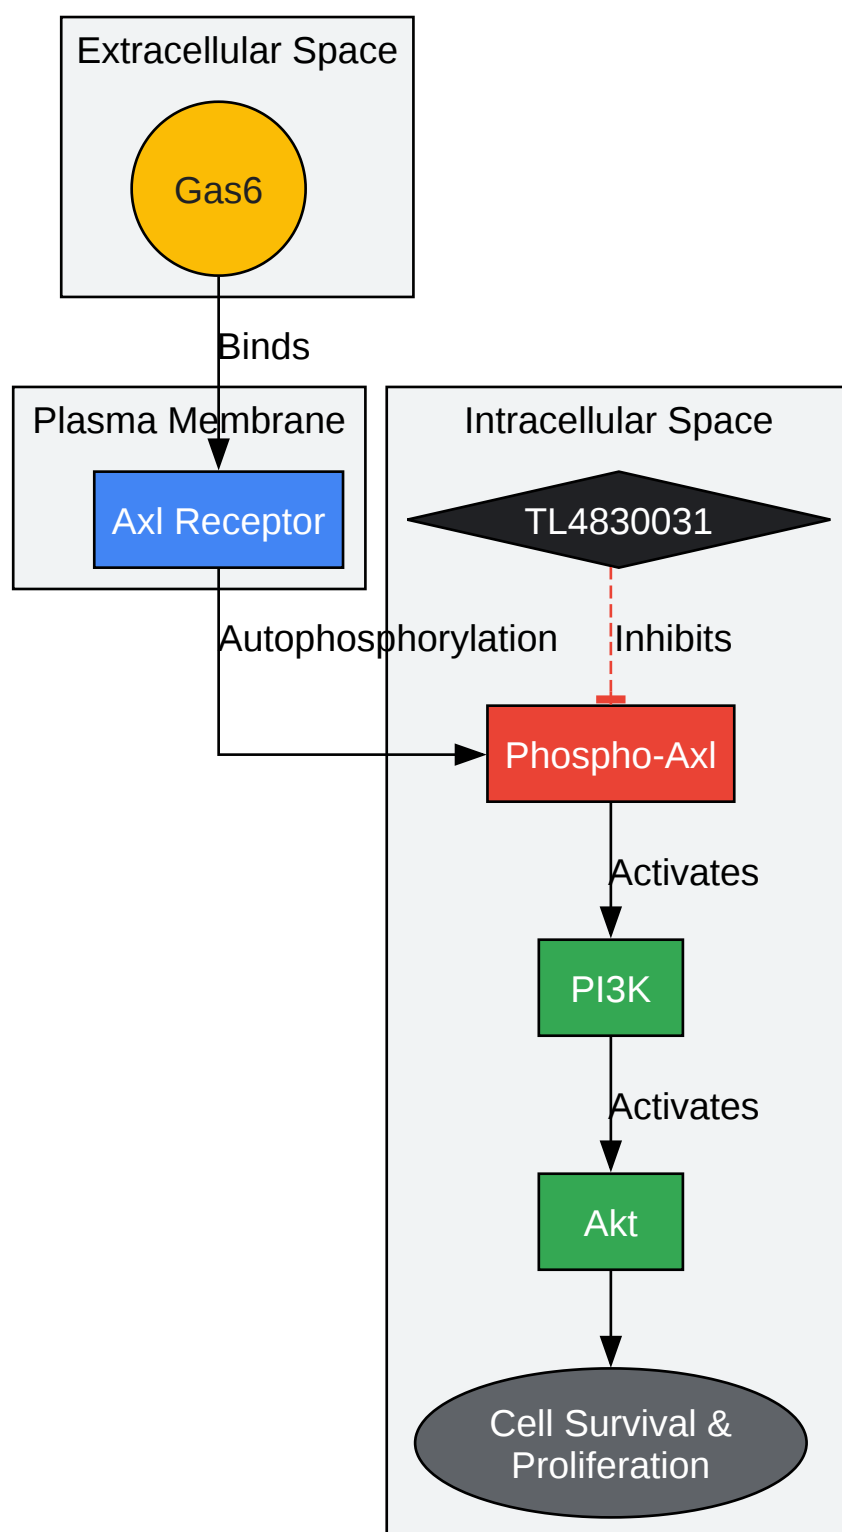 Extracellular Space
Gas6
Binds
Plasma Membrane
Axl Receptor
Intracellular Space
TL4830031
Autophosphorylation
Inhibits
Phospho-Axl
Activates
PI3K
Activates
Akt
Cell Survival &
Proliferation